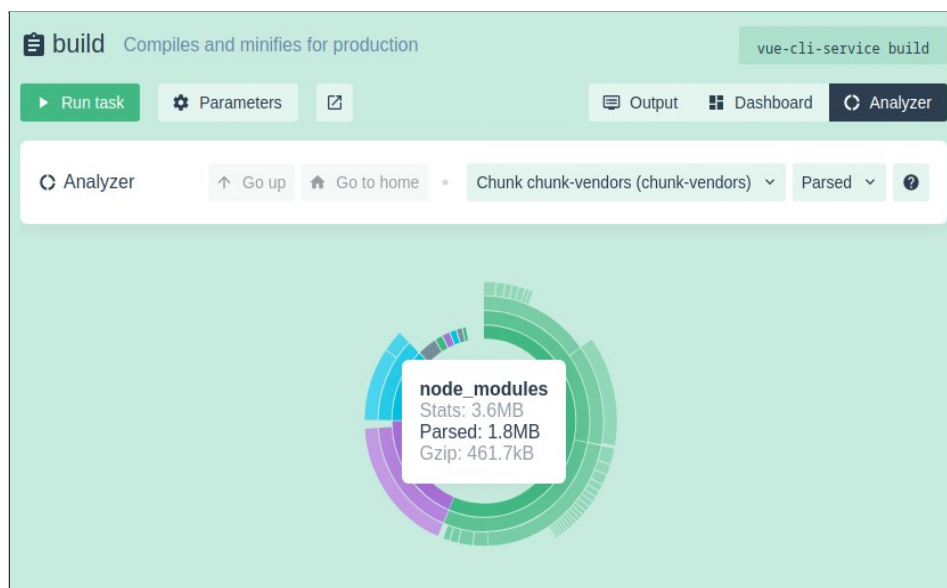 build Compiles and minifies for production vue-cli-service build
Run task Parameters Output Dashboard Analyzer
Analyzer Go up Go to home Chunk chunk-vendors (chunk-vendors) Parsed ?
node_modules
Stats: 3.6MB
Parsed: 1.8MB
Gzip: 461.7kB